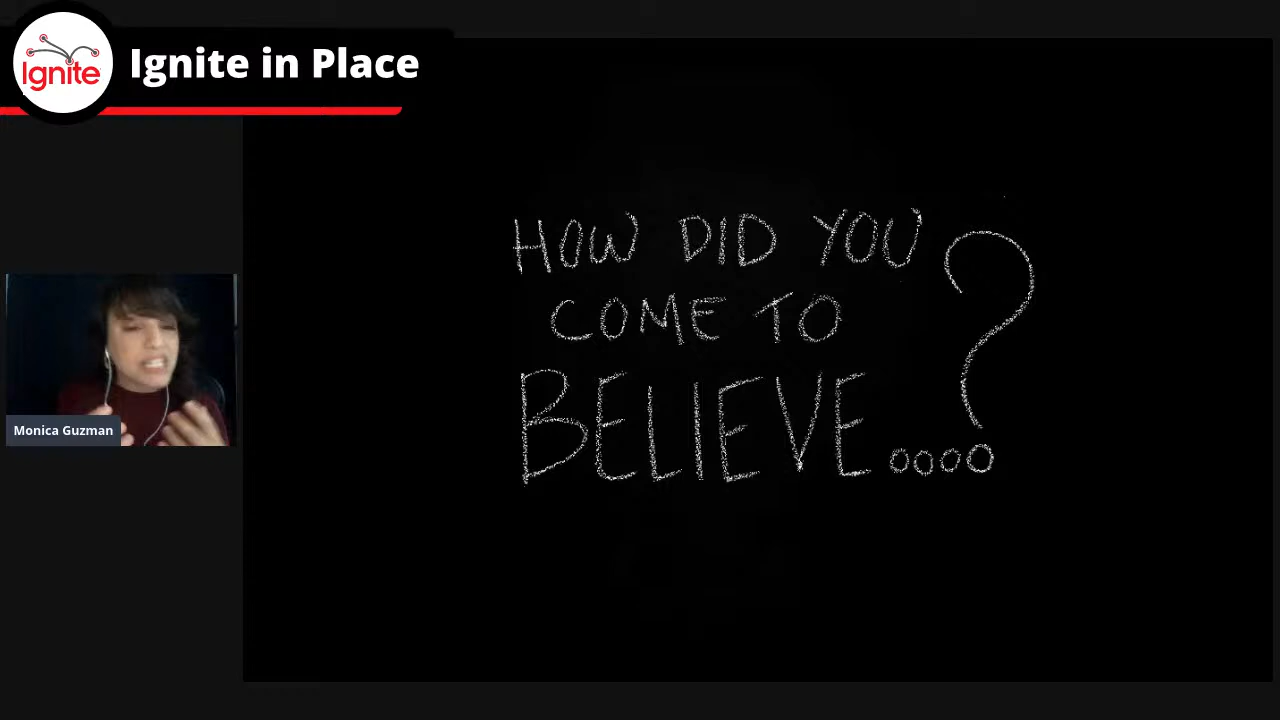 Ignite
Ignite in Place
HOW DID YOU
COME TO
BELIEVE....?
Monica Guzman